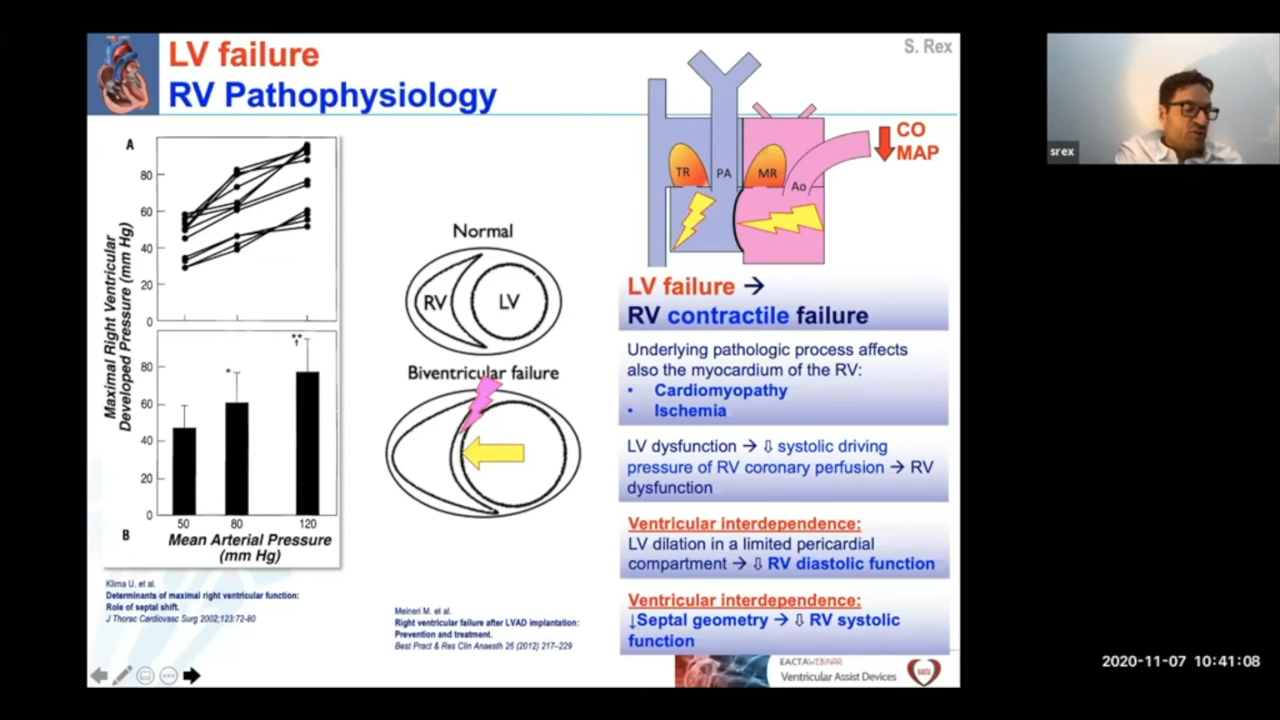 LV failure
RV Pathophysiology
S. Rex
A
80
60
40
20
0
Maximal Right Ventricular
Developed Pressure (mm Hg)
80
60
40
20
0
*
**
†
50 80 120
B
Mean Arterial Pressure
(mm Hg)
Klima U. et al.
Determinants of maximal right ventricular function:
Role of septal shift.
J Thorac Cardiovasc Surg 2002;123:72-80
Normal
RV LV
Biventricular failure
Meineri M. et al.
Right ventricular failure after LVAD implantation:
Prevention and treatment.
Best Pract & Res Clin Anaesth 26 (2012) 217–229
TR PA MR Ao
CO
MAP
LV failure →
RV contractile failure
Underlying pathologic process affects
also the myocardium of the RV:
• Cardiomyopathy
• Ischemia
LV dysfunction → ⇩ systolic driving
pressure of RV coronary perfusion → RV
dysfunction
Ventricular interdependence:
LV dilation in a limited pericardial
compartment → ⇩ RV diastolic function
Ventricular interdependence:
↓Septal geometry → ⇩ RV systolic
function
EACTAWEBINAR
Ventricular Assist Devices
EACTA
srex
2020-11-07 10:41:08